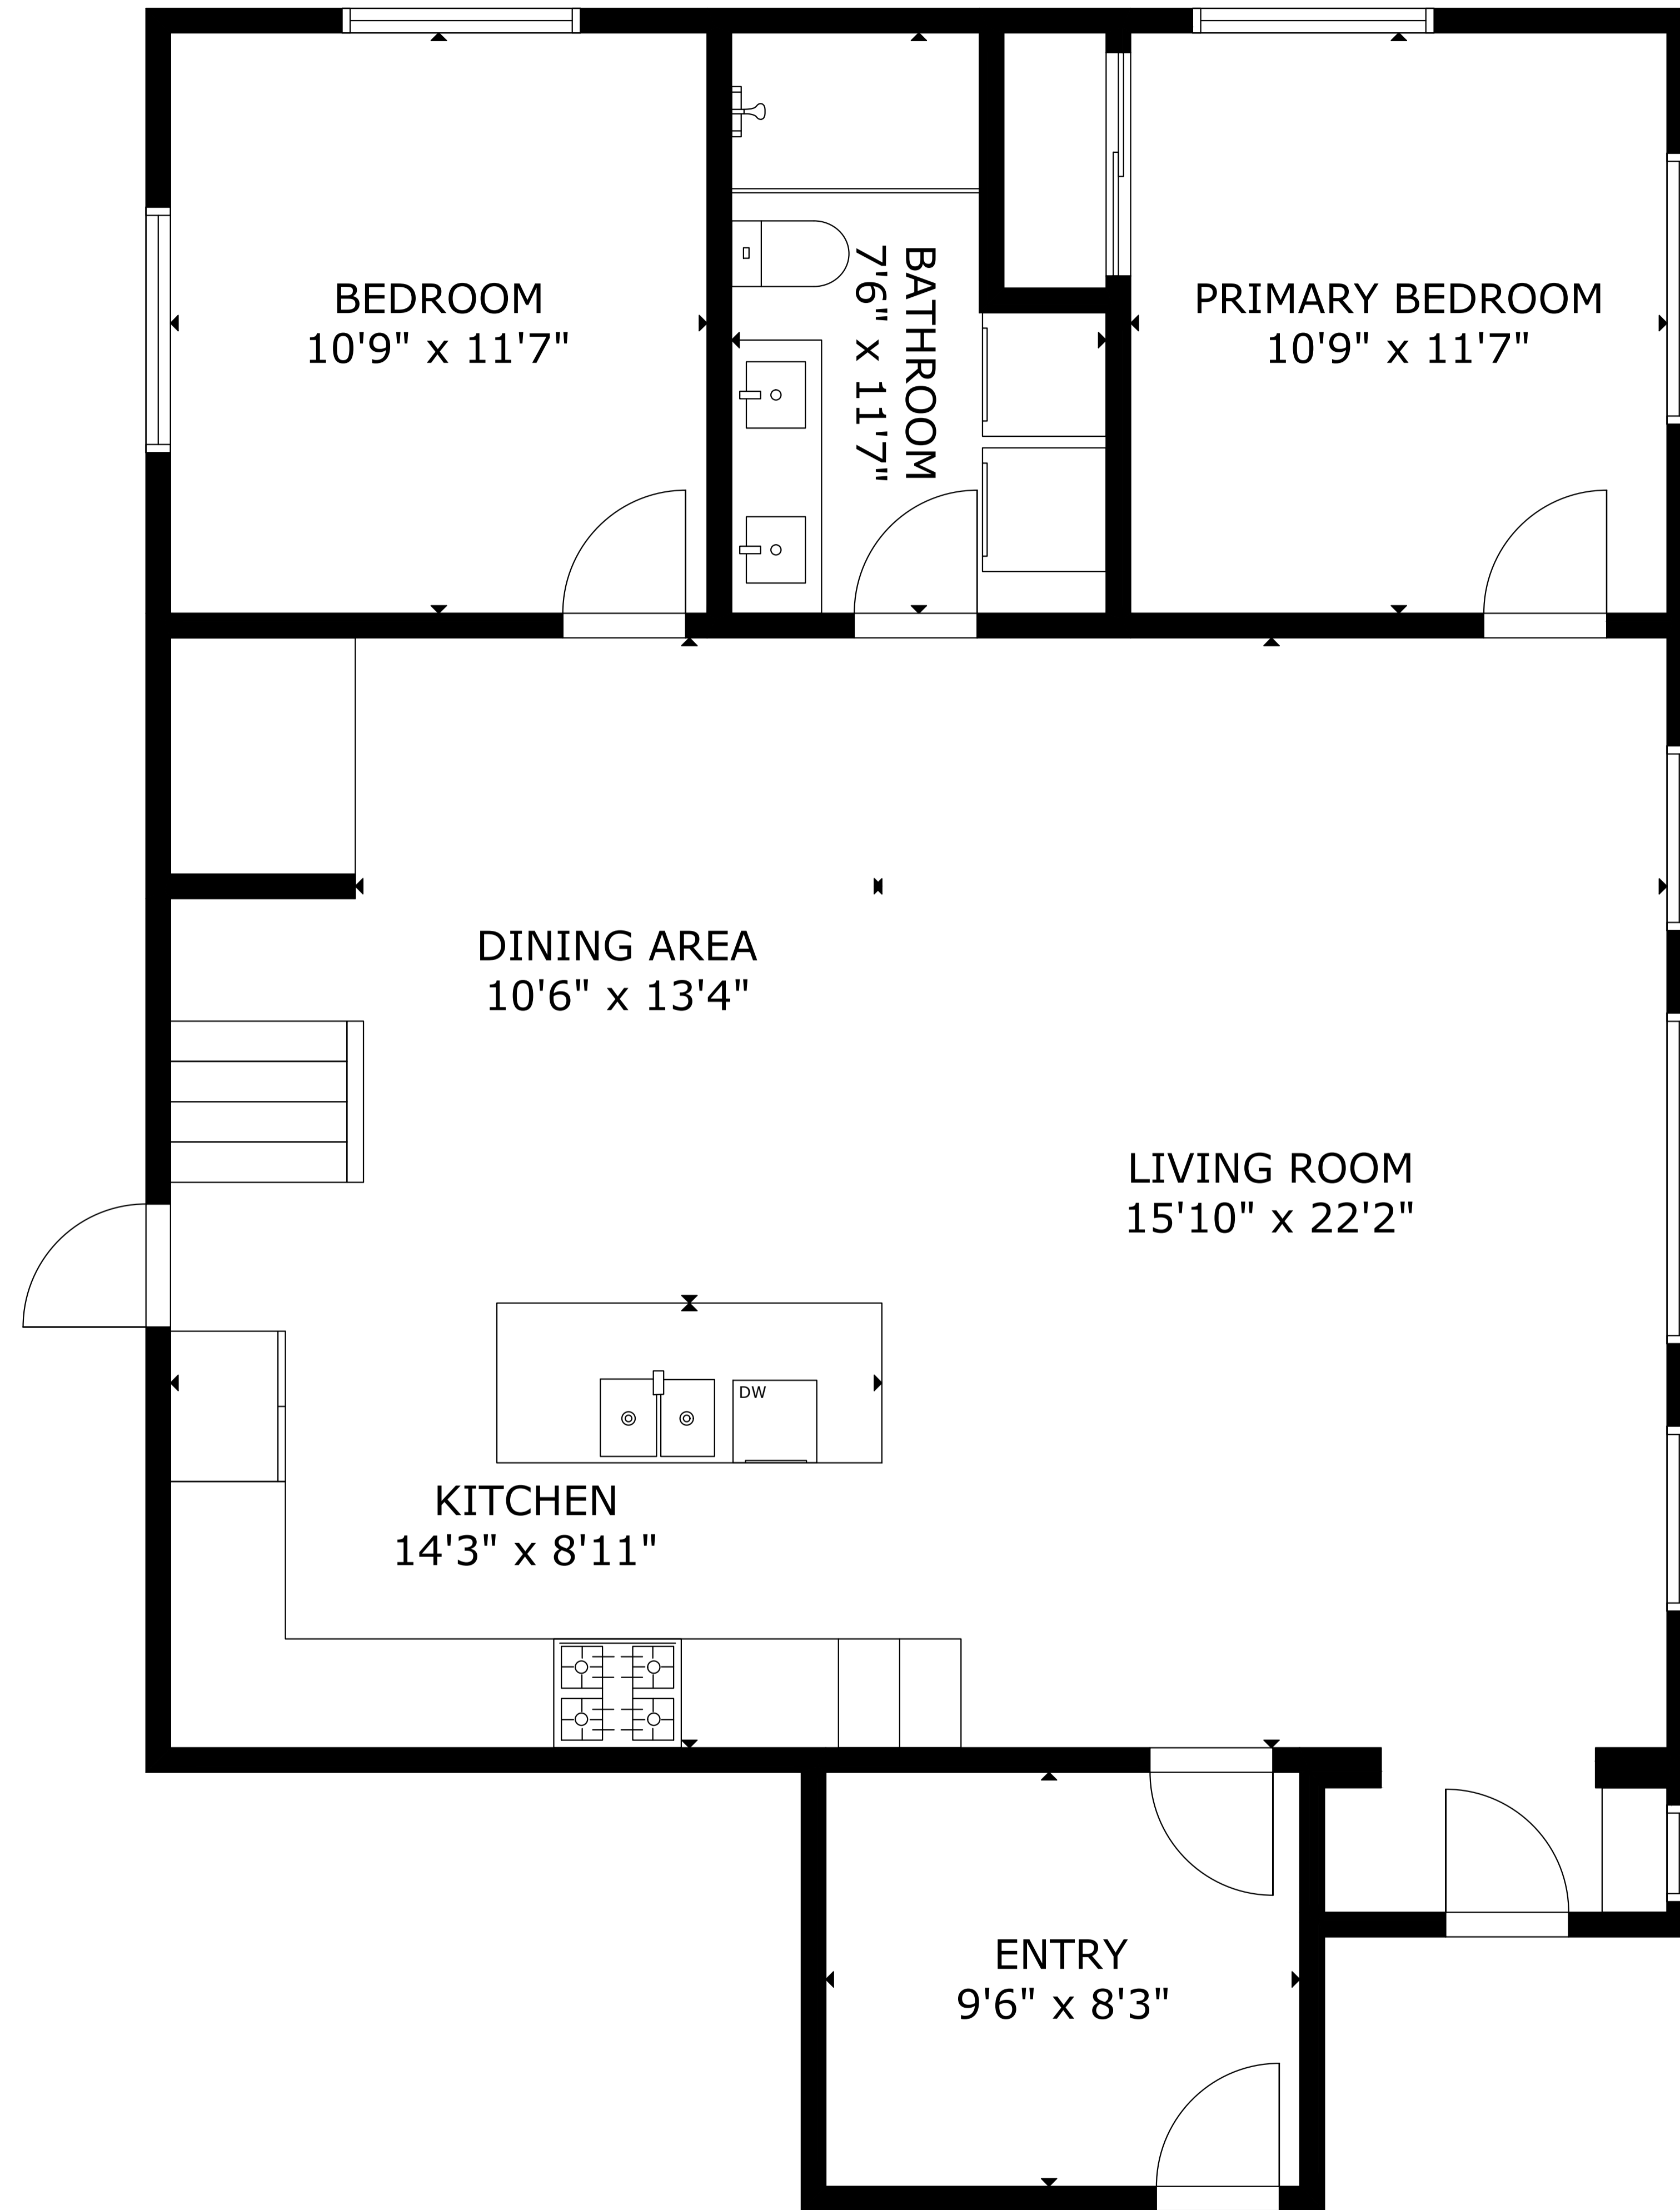 BEDROOM
10'9" x 11'7"
BATHROOM
7'6" x 11'7"
PRIMARY BEDROOM
10'9" x 11'7"
DINING AREA
10'6" x 13'4"
LIVING ROOM
15'10" x 22'2"
DW
KITCHEN
14'3" x 8'11"
ENTRY
9'6" x 8'3"